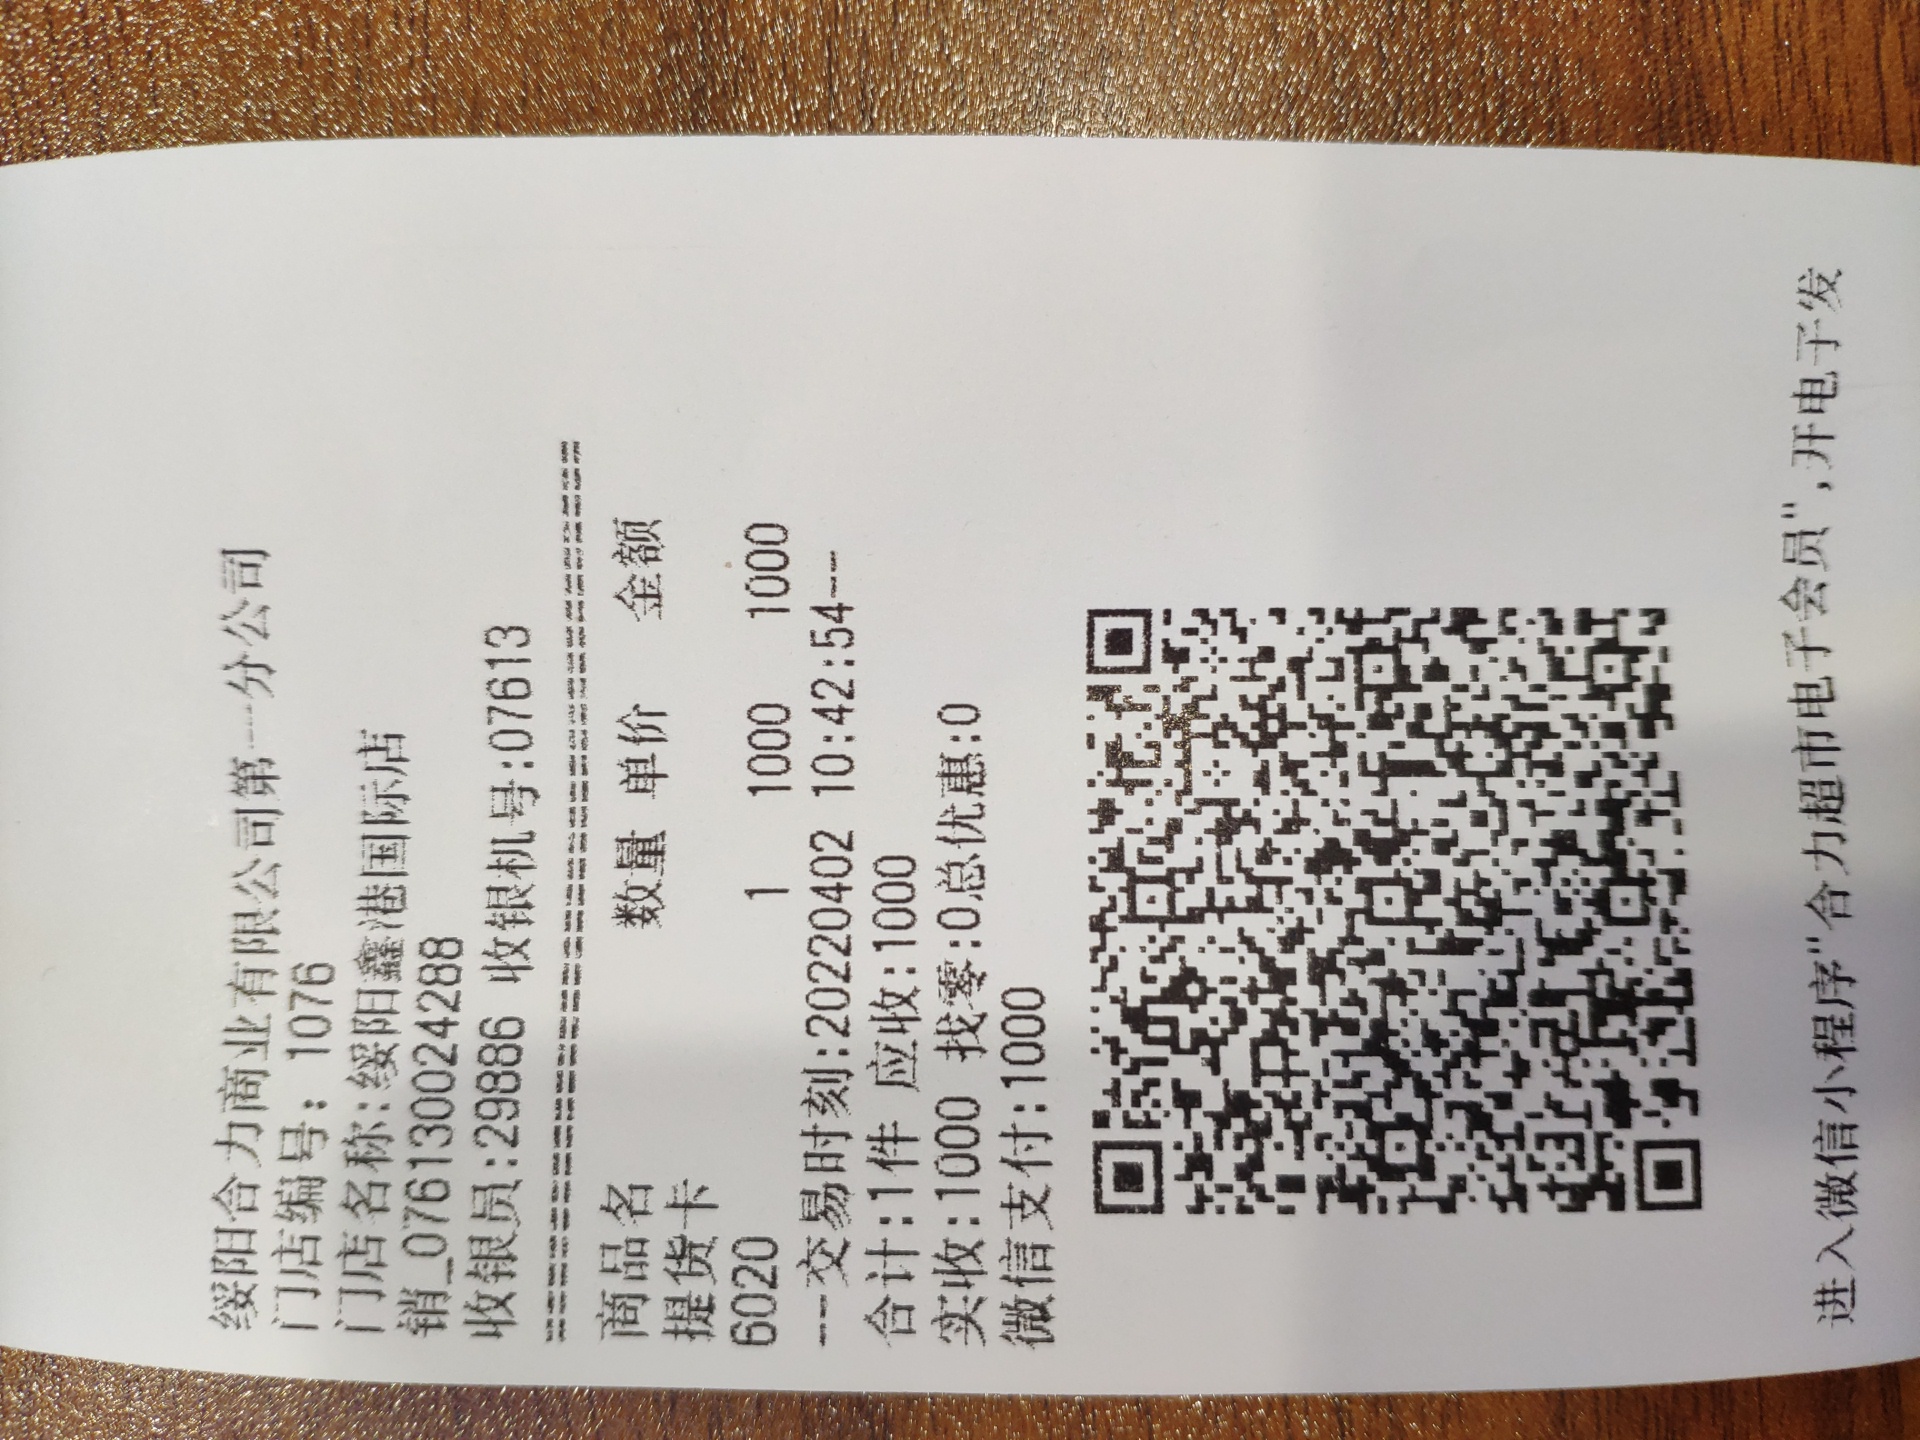 绥阳合力商业有限公司第一分公司
门店编号: 1076
门店名称:绥阳鑫港国际店
销_076130024288
收银员:29886 收银机号:07613
商品名 数量 单价 金额
提货卡
6020 1 1000 1000
--交易时刻:20220402 10:42:54--
合计:1件 应收:1000
实收:1000 找零:0总优惠:0
微信支付:1000
进入微信小程序"合力超市电子会员",开电子发